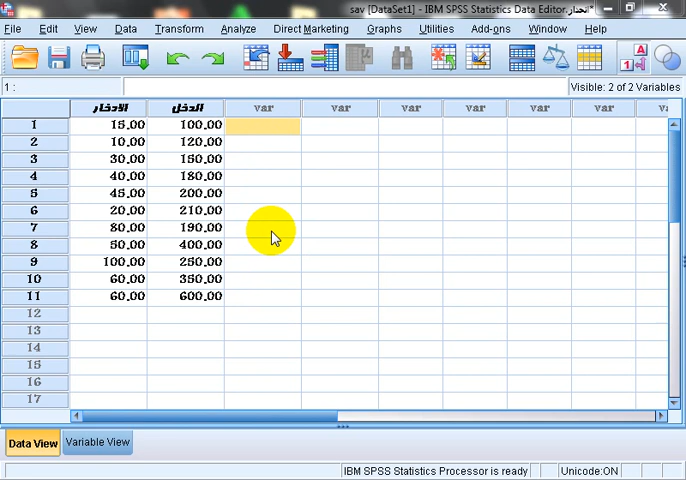 *انحدار.sav [DataSet1] - IBM SPSS Statistics Data Editor
File Edit View Data Transform Analyze Direct Marketing Graphs Utilities Add-ons Window Help
A
1
1 :
Visible: 2 of 2 Variables
الادخار الدخل var var var var var var va
1 15.00 100.00
2 10.00 120.00
3 30.00 150.00
4 40.00 180.00
5 45.00 200.00
6 20.00 210.00
7 80.00 190.00
8 50.00 400.00
9 100.00 250.00
10 60.00 350.00
11 60.00 600.00
12
13
14
15
16
17
Data View Variable View
IBM SPSS Statistics Processor is ready Unicode:ON